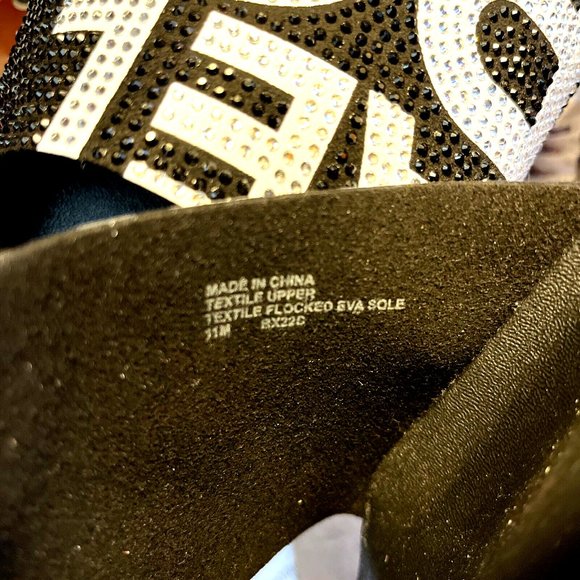 MADE IN CHINA
TEXTILE UPPER
TEXTILE FLOCKED EVA SOLE
11M